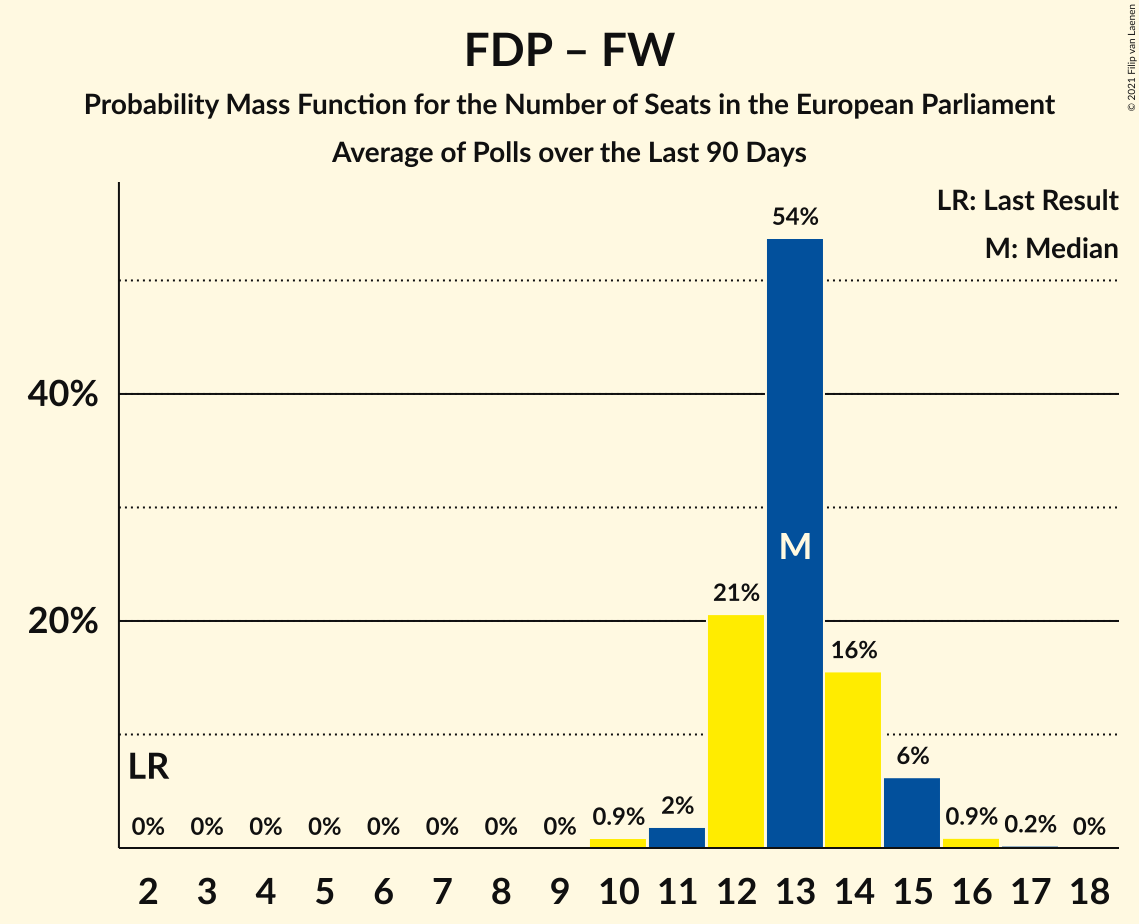 FDP – FW
Probability Mass Function for the Number of Seats in the European Parliament
Average of Polls over the Last 90 Days
© 2021 Filip van Laenen
LR: Last Result
M: Median
54%
40%
M
21%
20%
16%
LR
6%
0% 0% 0% 0% 0% 0% 0% 0% 0.9% 2% 0.9% 0.2% 0%
2 3 4 5 6 7 8 9 10 11 12 13 14 15 16 17 18